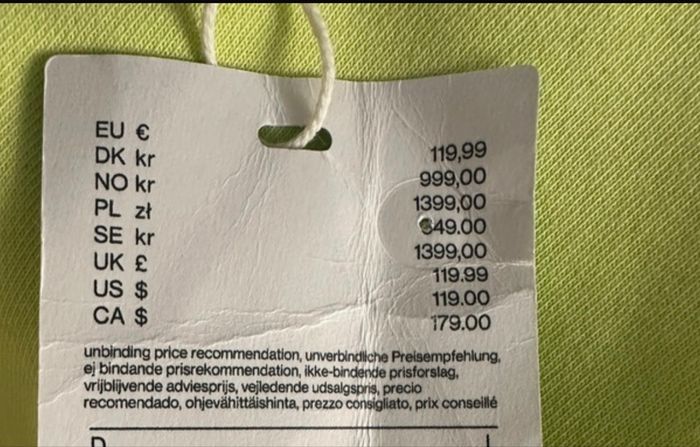 EU € 119,99
DK kr 999,00
NO kr 1399,00
PL zł 49.00
SE kr 1399,00
UK £ 119.99
US $ 119.00
CA $ 179.00
unbinding price recommendation, unverbindliche Preisempfehlung,
ej bindande prisrekommendation, ikke-bindende prisforslag,
vrijblijvende adviesprijs, vejledende udsalgspris, precio
recomendado, ohjevähittäishinta, prezzo consigliato, prix conseillé